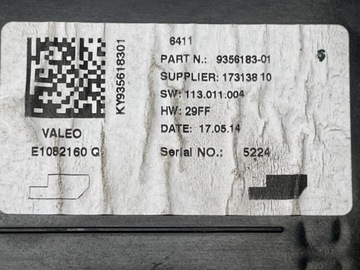 6411
PART N.: 9356183-01
SUPPLIER: 173138 10
SW: 113.011.004
HW: 29FF
DATE: 17.05.14
Serial NO.: 5224
KY935618301
VALEO
E1082160 Q